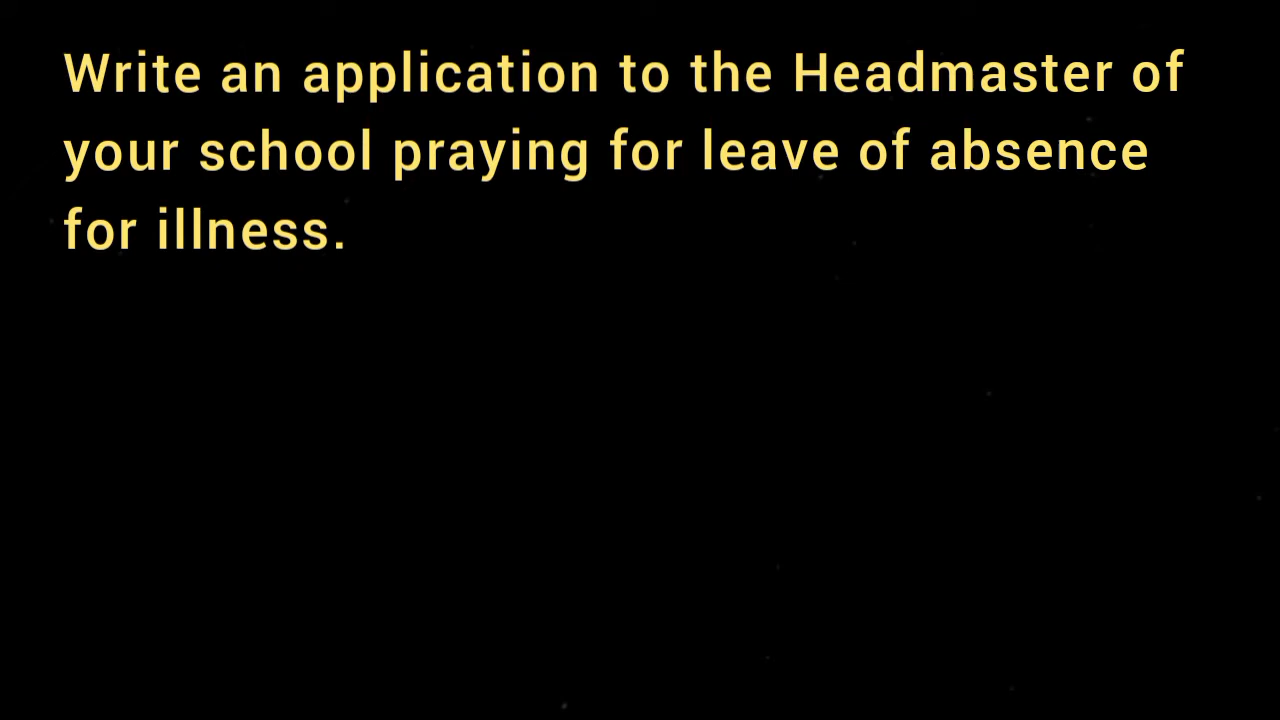 Write an application to the Headmaster of
your school praying for leave of absence
for illness.